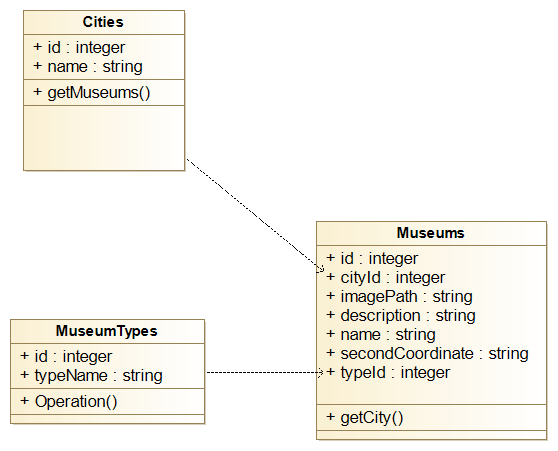 Cities
+ id : integer
+ name : string
+ getMuseums()
Museums
+ id : integer
+ cityId : integer
+ imagePath : string
+ description : string
+ name : string
+ secondCoordinate : string
+ typeId : integer
+ getCity()
MuseumTypes
+ id : integer
+ typeName : string
+ Operation()